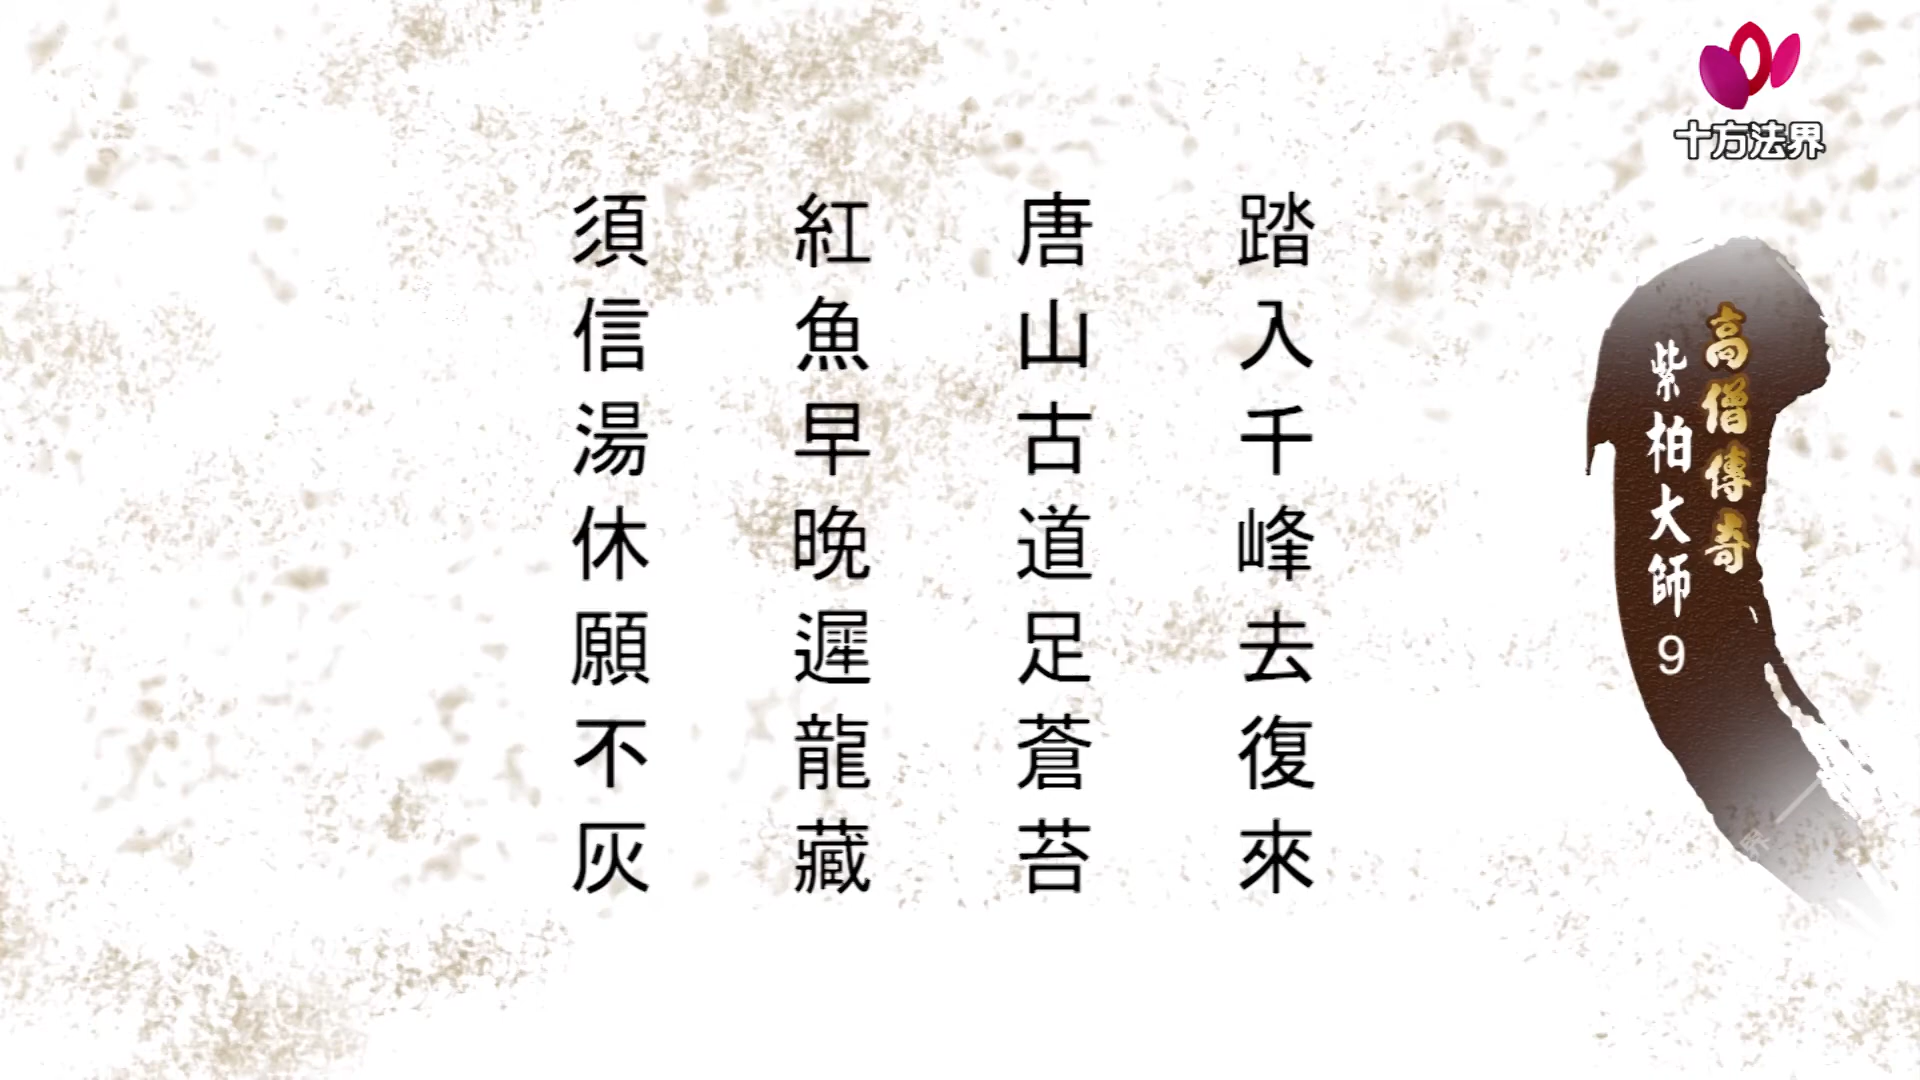 踏入千峰去復來
唐山古道足蒼苔
紅魚早晚遲龍藏
須信湯休願不灰
高僧傳奇
紫柏大師9
十方法界